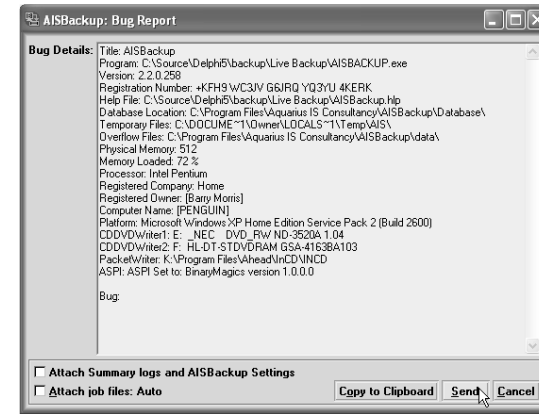 AISBackup: Bug Report
Bug Details:
Title: AISBackup
Program: C:\Source\Delphi5\backup\Live Backup\AISBACKUP.exe
Version: 2.2.0.258
Registration Number: +KFH9 WC3JV G6JRQ YQ3YU 4KERK
Help File: C:\Source\Delphi5\backup\Live Backup\AISBackup.hlp
Database Location: C:\Program Files\Aquarius IS Consultancy\AISBackup\Database\
Temporary Files: C:\DOCUME~1\Owner\LOCALS~1\Temp\AIS\
Overflow Files: C:\Program Files\Aquarius IS Consultancy\AISBackup\data\
Physical Memory: 512
Memory Loaded: 72 %
Processor: Intel Pentium
Registered Company: Home
Registered Owner: [Barry Morris]
Computer Name: [PENGUIN]
Platform: Microsoft Windows XP Home Edition Service Pack 2 (Build 2600)
CDDVDWriter1: E: _NEC DVD_RW ND-3520A 1.04
CDDVDWriter2: F: HL-DT-STDVDRAM GSA-4163BA103
PacketWriter: K:\Program Files\Ahead\InCD\INCD
ASPI: ASPI Set to: BinaryMagics version 1.0.0.0
Bug:
Attach Summary logs and AISBackup Settings
Attach job files: Auto
Copy to Clipboard Send Cancel